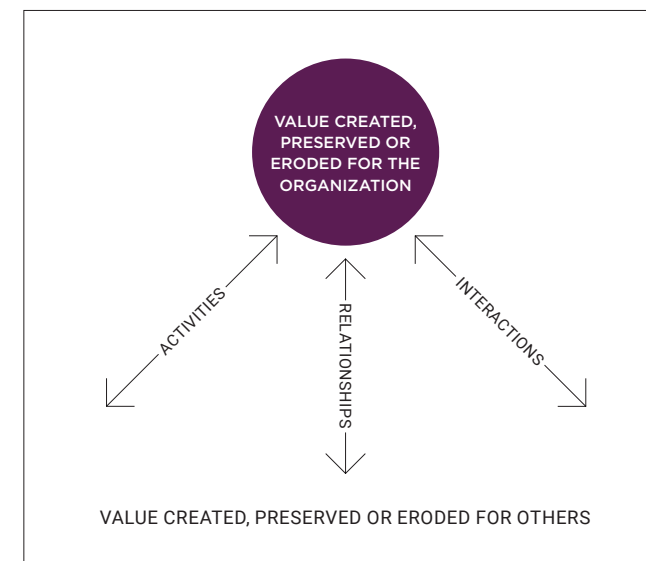 VALUE CREATED,
PRESERVED OR
ERODED FOR THE
ORGANIZATION
ACTIVITIES
RELATIONSHIPS
INTERACTIONS
VALUE CREATED, PRESERVED OR ERODED FOR OTHERS